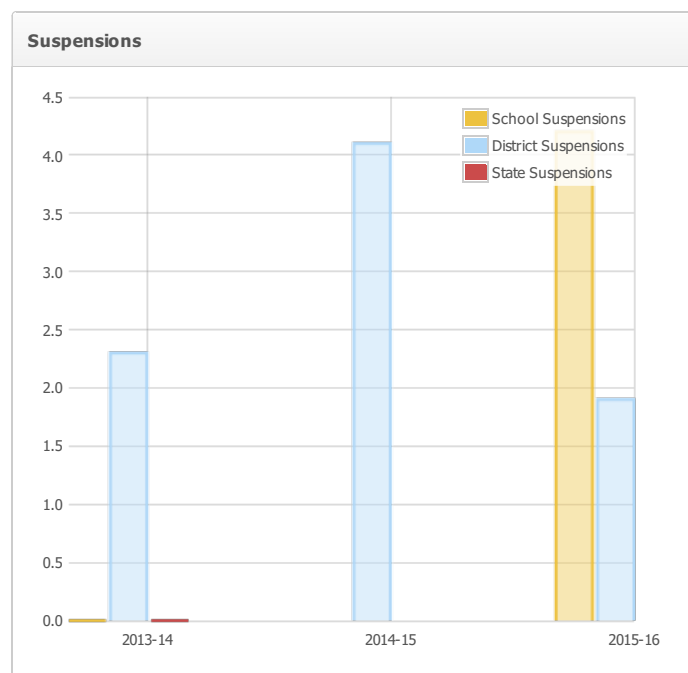 Suspensions
4.5
School Suspensions
District Suspensions
4.0
State Suspensions
3.5
3.0
2.5
2.0
1.5
1.0
0.5
0.0
2013-14 2014-15 2015-16